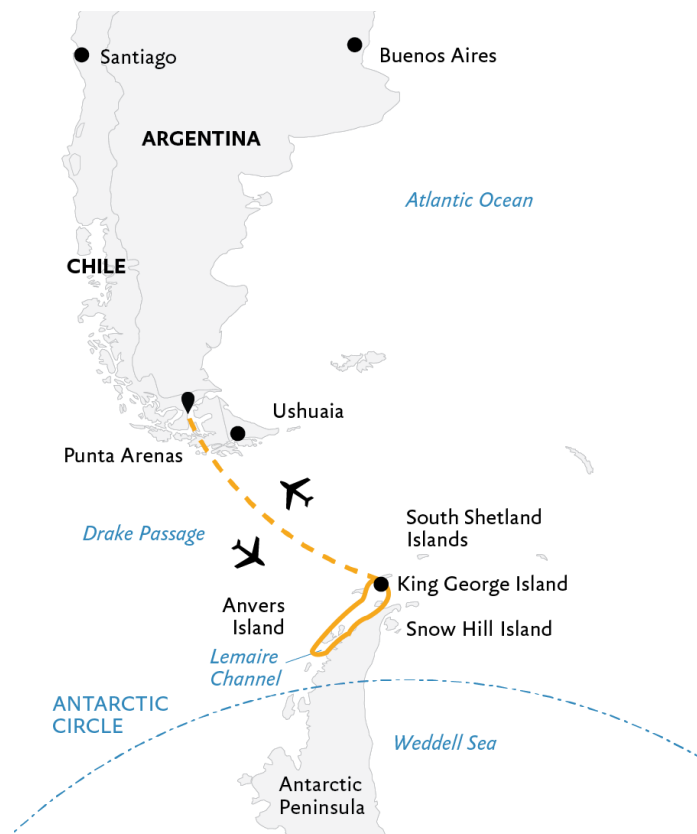 Santiago
Buenos Aires
ARGENTINA
Atlantic Ocean
CHILE
Ushuaia
Punta Arenas
Drake Passage
South Shetland
Islands
King George Island
Anvers
Island
Snow Hill Island
Lemaire
Channel
ANTARCTIC
CIRCLE
Weddell Sea
Antarctic
Peninsula